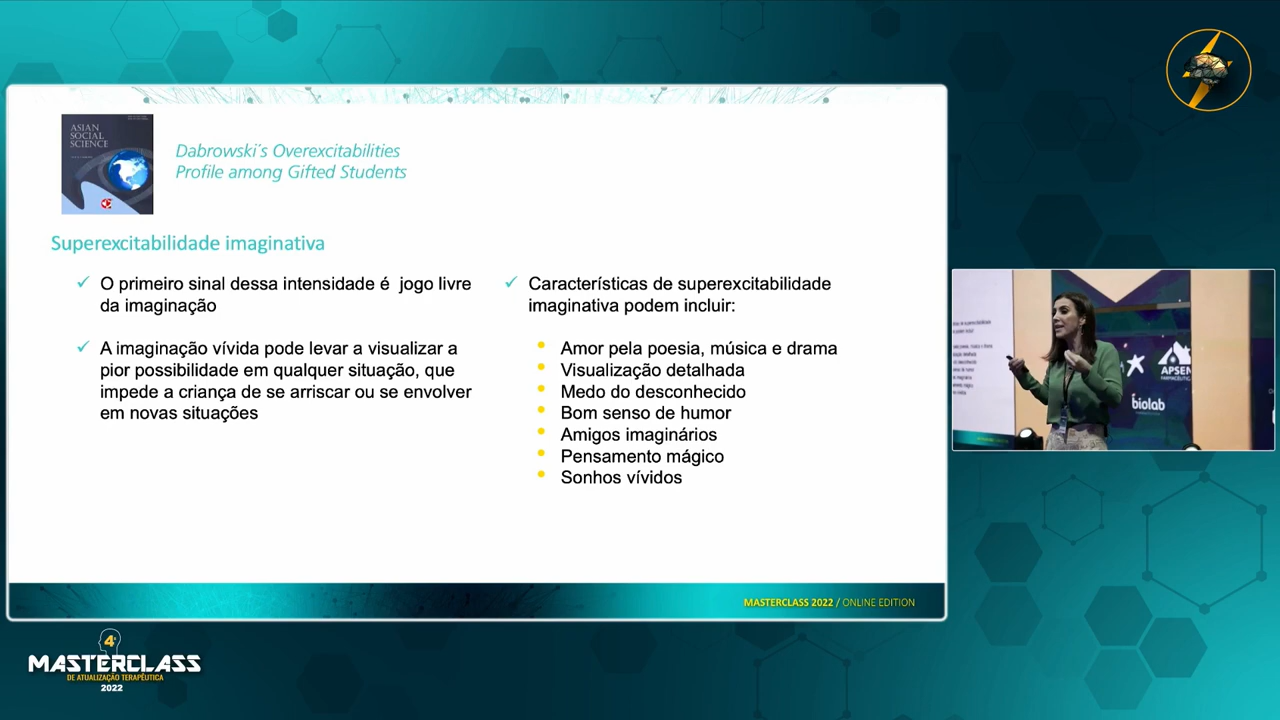 ASIAN
SOCIAL
SCIENCE
Dabrowski´s Overexcitabilities
Profile among Gifted Students
Superexcitabilidade imaginativa
✓ O primeiro sinal dessa intensidade é jogo livre
da imaginação
✓ A imaginação vívida pode levar a visualizar a
pior possibilidade em qualquer situação, que
impede a criança de se arriscar ou se envolver
em novas situações
✓ Características de superexcitabilidade
imaginativa podem incluir:
• Amor pela poesia, música e drama
• Visualização detalhada
• Medo do desconhecido
• Bom senso de humor
• Amigos imaginários
• Pensamento mágico
• Sonhos vívidos
MASTERCLASS 2022 / ONLINE EDITION
APSEN
FARMACÊUTICA
biolab
4ª
MASTERCLASS
DE ATUALIZAÇÃO TERAPÊUTICA
2022